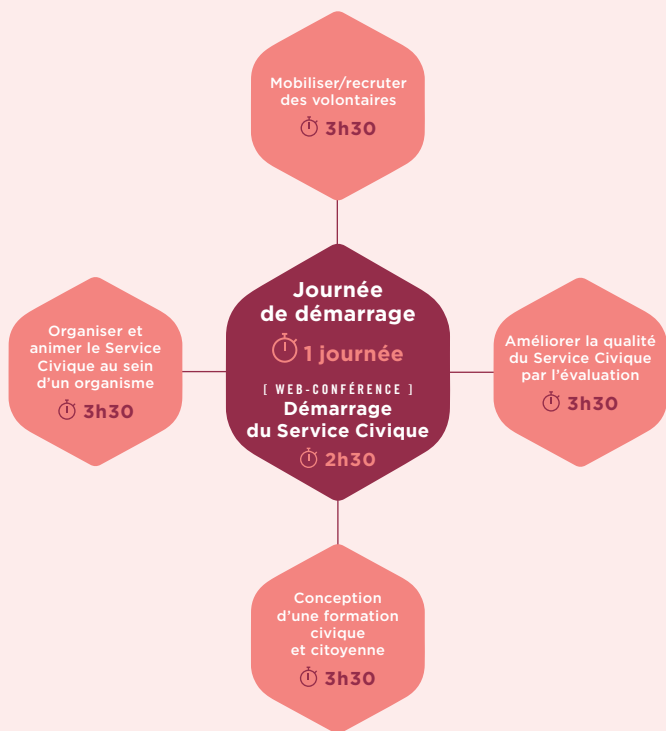 Mobiliser/recruter
des volontaires
3h30
Journée
de démarrage
1 journée
[ WEB-CONFÉRENCE ]
Démarrage
du Service Civique
2h30
Organiser et
animer le Service
Civique au sein
d'un organisme
3h30
Améliorer la qualité
du Service Civique
par l'évaluation
3h30
Conception
d'une formation
civique
et citoyenne
3h30